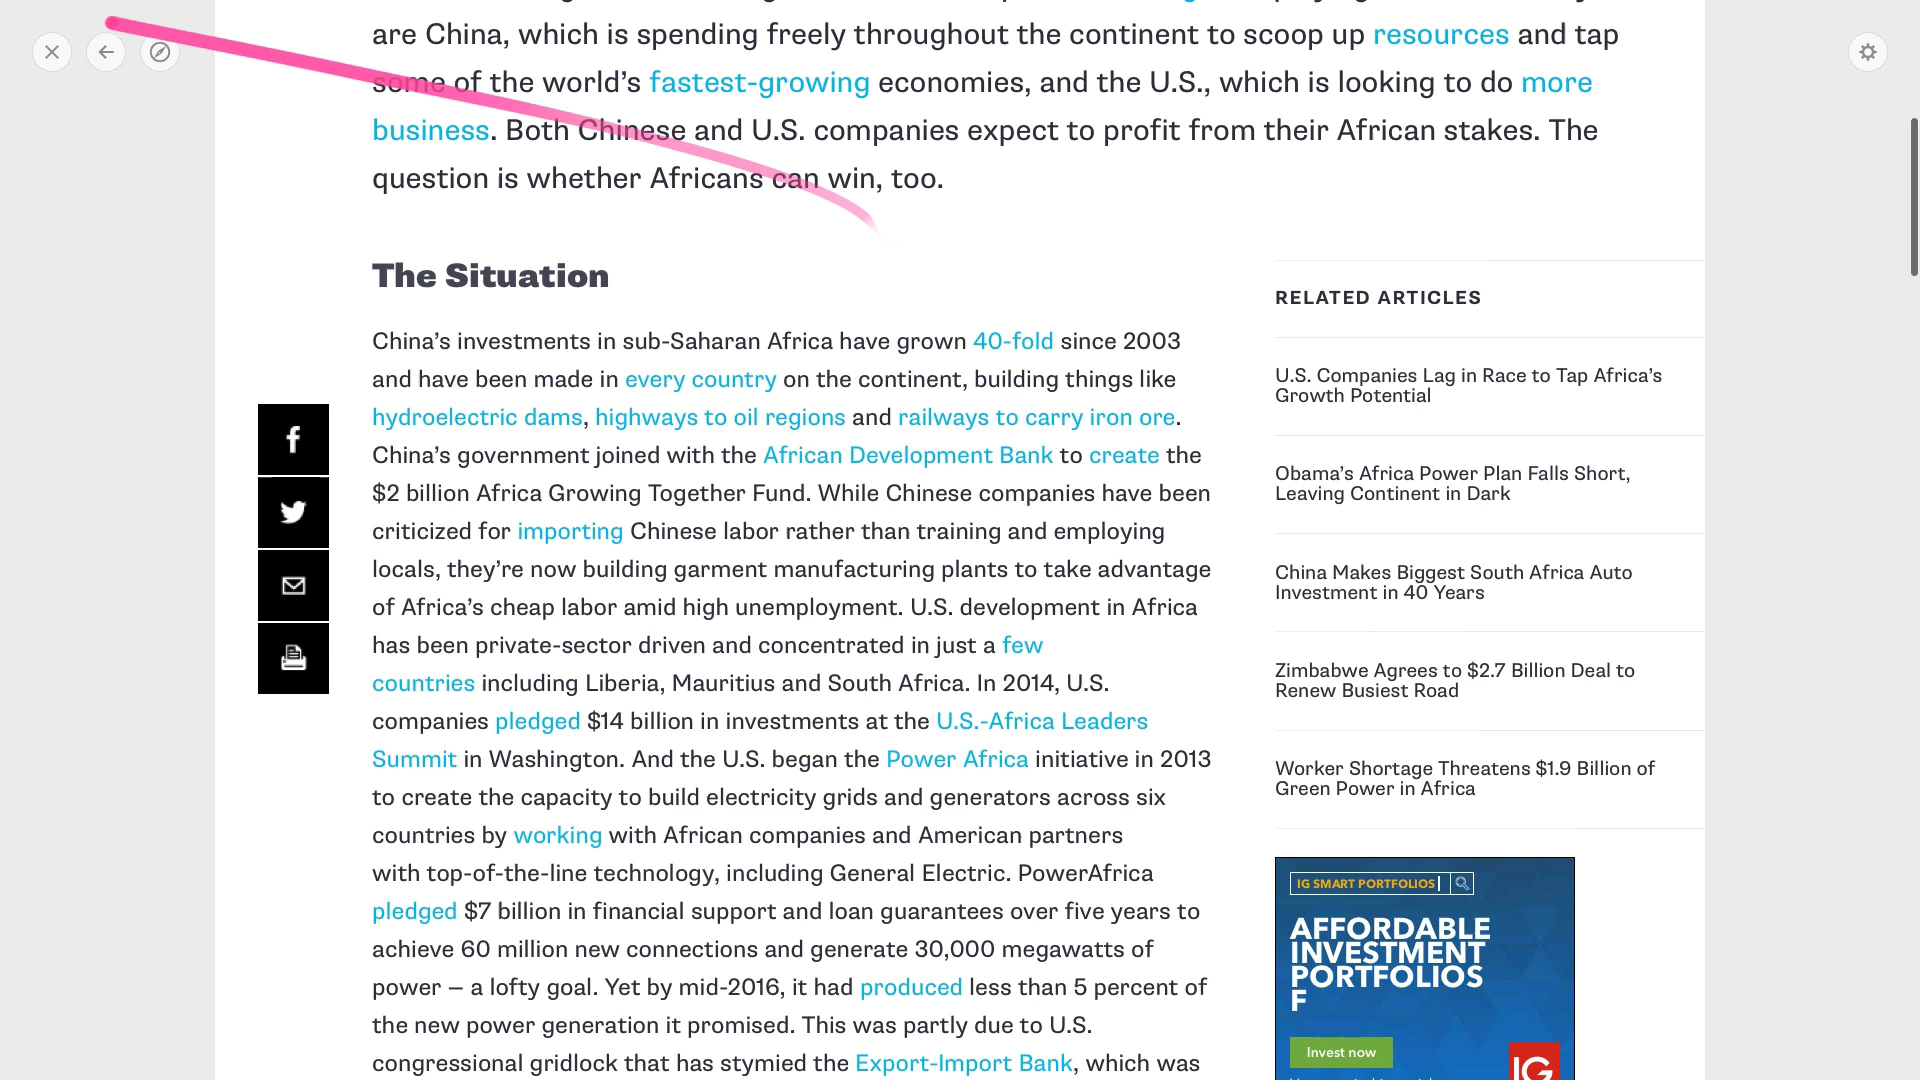 are China, which is spending freely throughout the continent to scoop up resources and tap
some of the world’s fastest-growing economies, and the U.S., which is looking to do more
business. Both Chinese and U.S. companies expect to profit from their African stakes. The
question is whether Africans can win, too.
The Situation
China’s investments in sub-Saharan Africa have grown 40-fold since 2003
and have been made in every country on the continent, building things like
hydroelectric dams, highways to oil regions and railways to carry iron ore.
China’s government joined with the African Development Bank to create the
$2 billion Africa Growing Together Fund. While Chinese companies have been
criticized for importing Chinese labor rather than training and employing
locals, they’re now building garment manufacturing plants to take advantage
of Africa’s cheap labor amid high unemployment. U.S. development in Africa
has been private-sector driven and concentrated in just a few
countries including Liberia, Mauritius and South Africa. In 2014, U.S.
companies pledged $14 billion in investments at the U.S.-Africa Leaders
Summit in Washington. And the U.S. began the Power Africa initiative in 2013
to create the capacity to build electricity grids and generators across six
countries by working with African companies and American partners
with top-of-the-line technology, including General Electric. PowerAfrica
pledged $7 billion in financial support and loan guarantees over five years to
achieve 60 million new connections and generate 30,000 megawatts of
power — a lofty goal. Yet by mid-2016, it had produced less than 5 percent of
the new power generation it promised. This was partly due to U.S.
congressional gridlock that has stymied the Export-Import Bank, which was
RELATED ARTICLES
U.S. Companies Lag in Race to Tap Africa’s
Growth Potential
Obama’s Africa Power Plan Falls Short,
Leaving Continent in Dark
China Makes Biggest South Africa Auto
Investment in 40 Years
Zimbabwe Agrees to $2.7 Billion Deal to
Renew Busiest Road
Worker Shortage Threatens $1.9 Billion of
Green Power in Africa
IG SMART PORTFOLIOS
AFFORDABLE
INVESTMENT
PORTFOLIOS
F
Invest now
IG